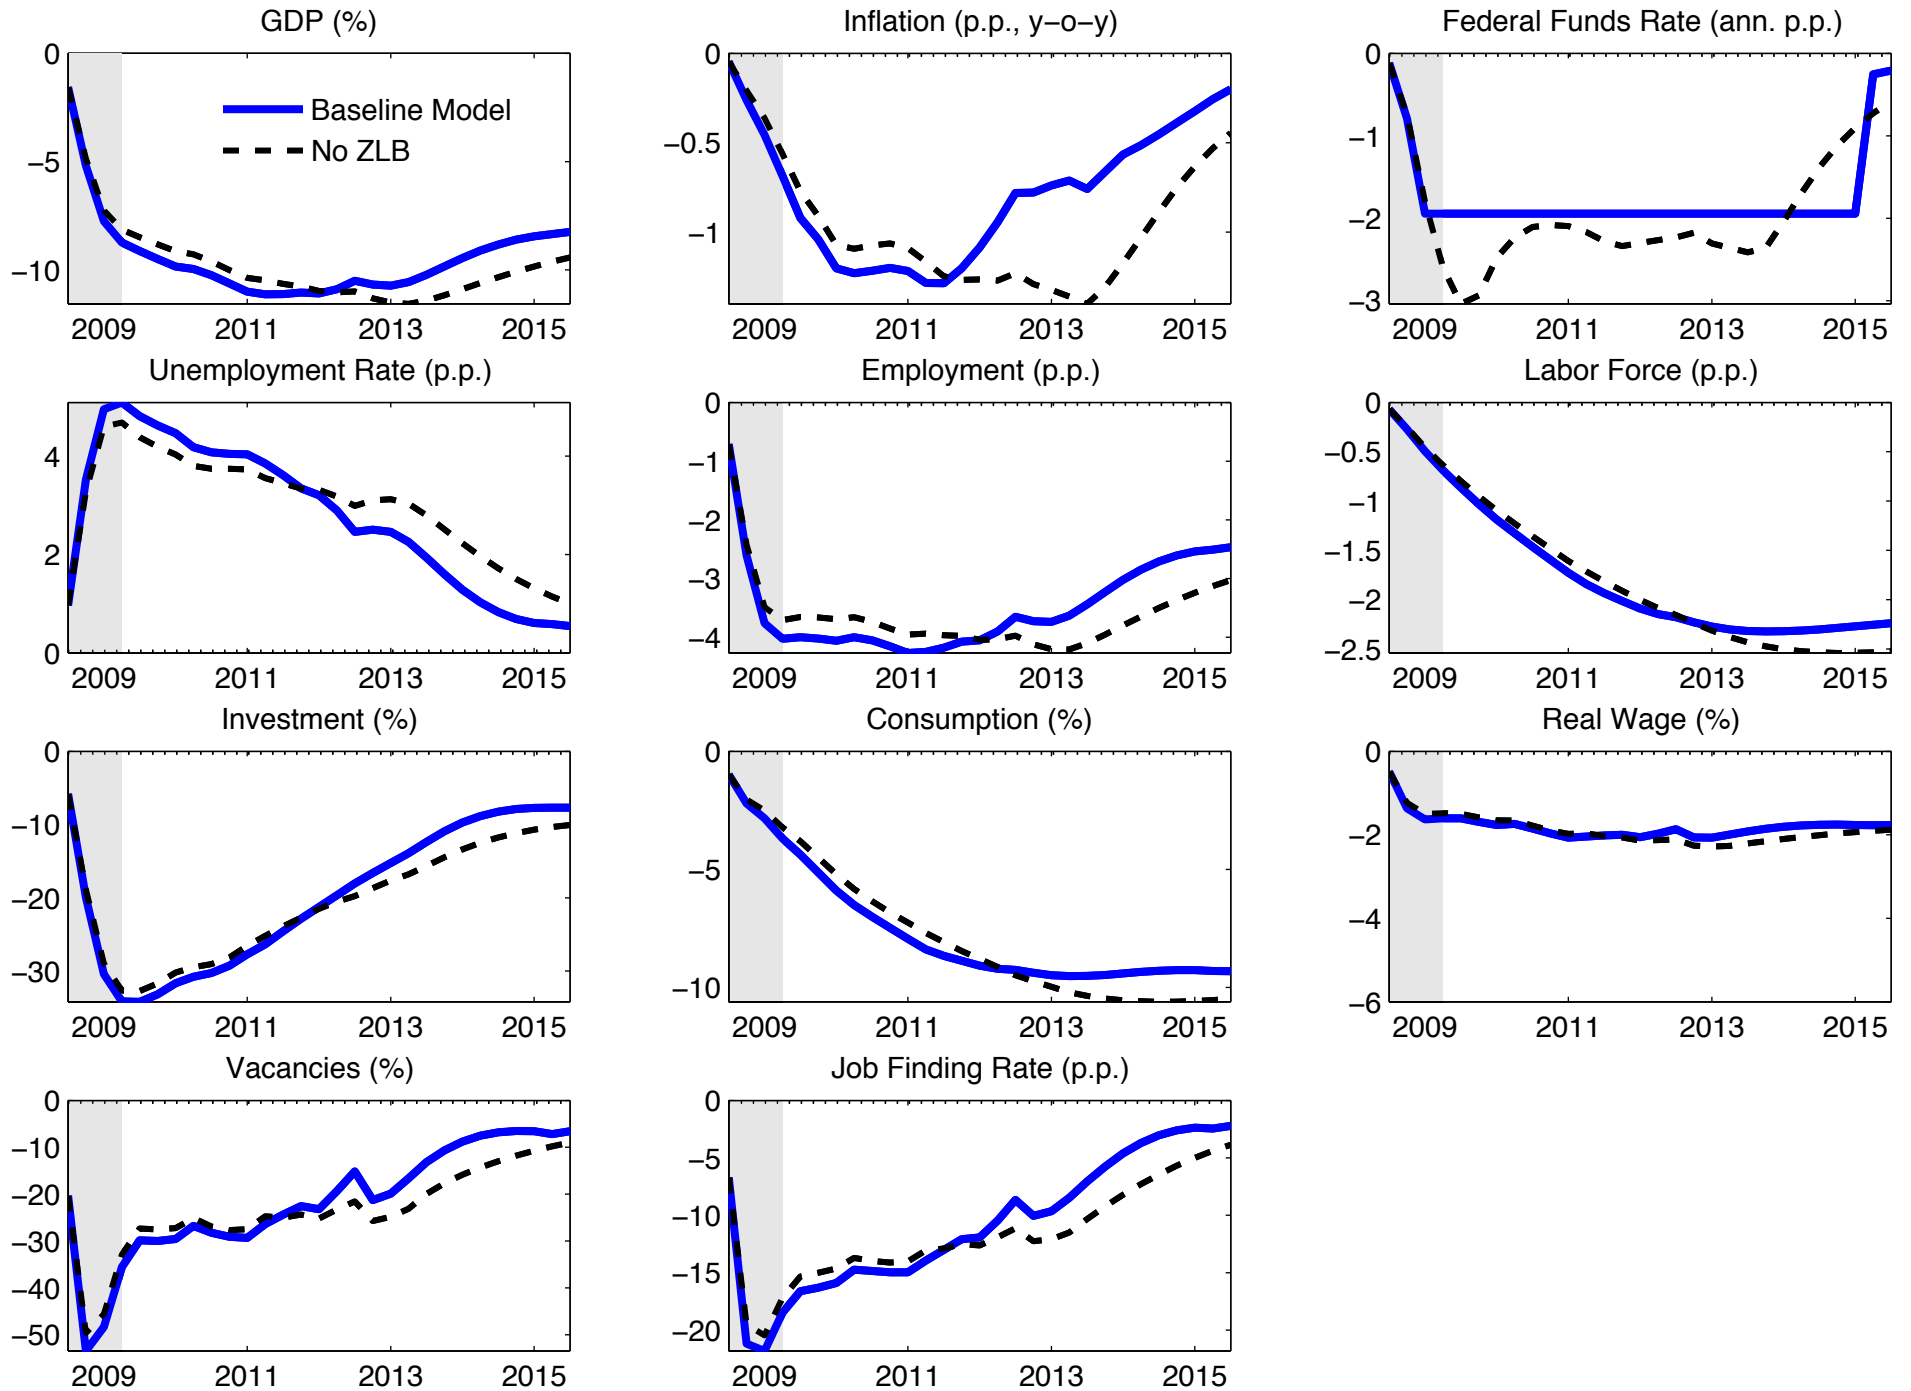 GDP (%)
0
−5
−10
2009 2011 2013 2015
Baseline Model
No ZLB
Inflation (p.p., y−o−y)
0
−0.5
−1
2009 2011 2013 2015
Federal Funds Rate (ann. p.p.)
0
−1
−2
−3
2009 2011 2013 2015
Unemployment Rate (p.p.)
4
2
0
2009 2011 2013 2015
Employment (p.p.)
0
−1
−2
−3
−4
2009 2011 2013 2015
Labor Force (p.p.)
0
−0.5
−1
−1.5
−2
−2.5
2009 2011 2013 2015
Investment (%)
0
−10
−20
−30
2009 2011 2013 2015
Consumption (%)
0
−5
−10
2009 2011 2013 2015
Real Wage (%)
0
−2
−4
−6
2009 2011 2013 2015
Vacancies (%)
0
−10
−20
−30
−40
−50
2009 2011 2013 2015
Job Finding Rate (p.p.)
0
−5
−10
−15
−20
2009 2011 2013 2015